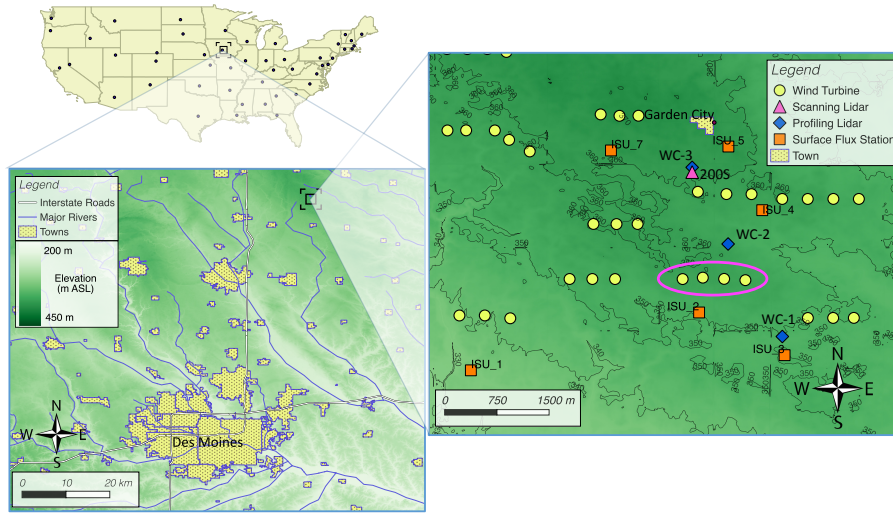 Legend
Interstate Roads
Major Rivers
Towns
200 m
Elevation
(m ASL)
450 m
Des Moines
N
W E
S
0 10 20 km
Legend
Wind Turbine
Scanning Lidar
Profiling Lidar
Surface Flux Station
Town
Garden City
ISU_5
ISU_7
WC-3
200S
ISU_4
WC-2
ISU_2
WC-1
ISU_3
ISU_1
N
W E
S
0 750 1500 m